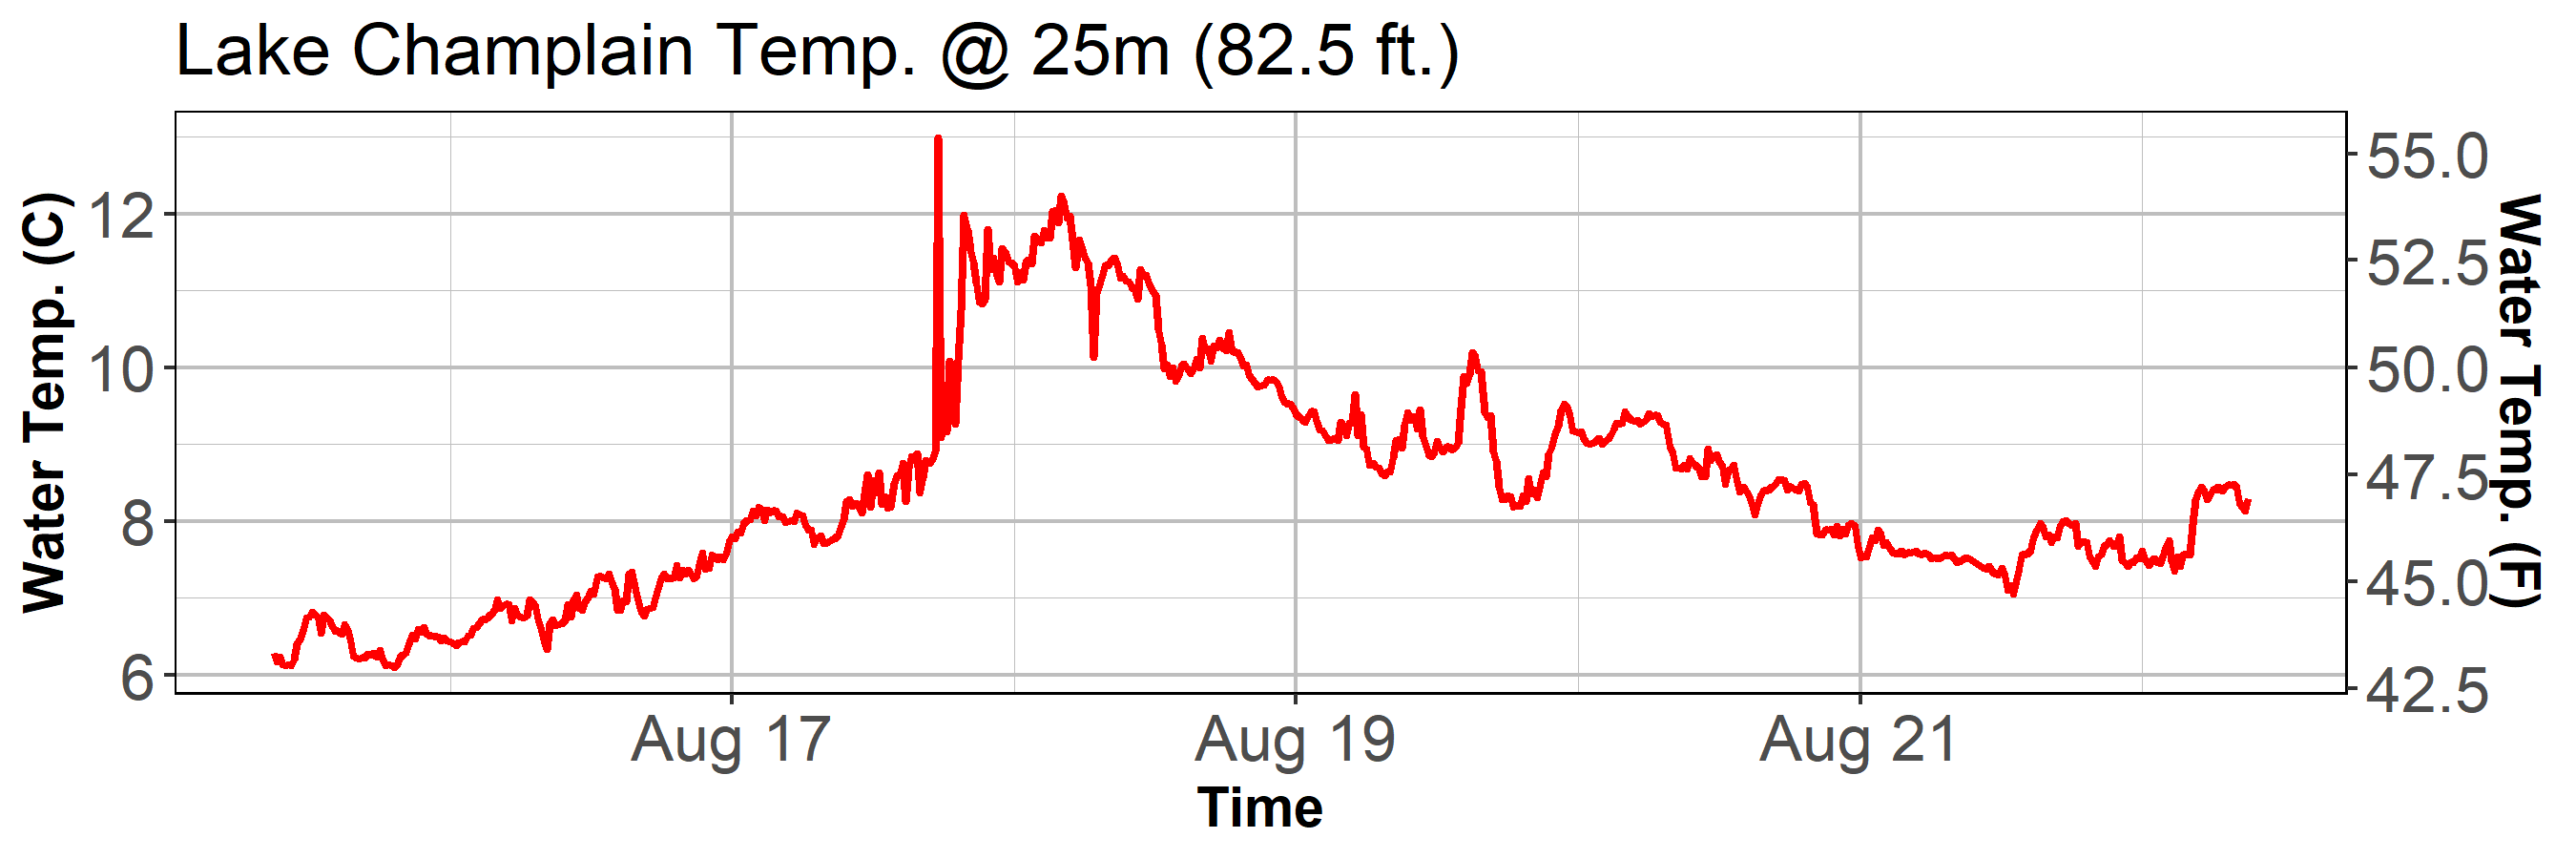 Lake Champlain Temp. @ 25m (82.5 ft.)
Water Temp. (C)
12
10
8
6
55.0
52.5
50.0
47.5
45.0
42.5
Water Temp. (F)
Aug 17
Aug 19
Aug 21
Time